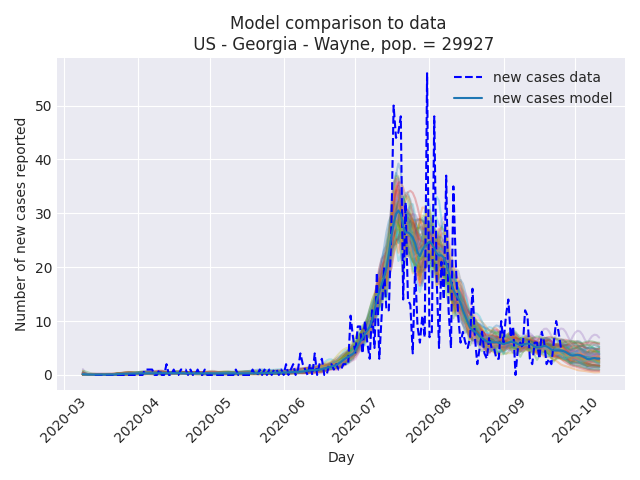 Model comparison to data
US - Georgia - Wayne, pop. = 29927
new cases data
new cases model
Number of new cases reported
50
40
30
20
10
0
2020-03
2020-04
2020-05
2020-06
2020-07
2020-08
2020-09
2020-10
Day